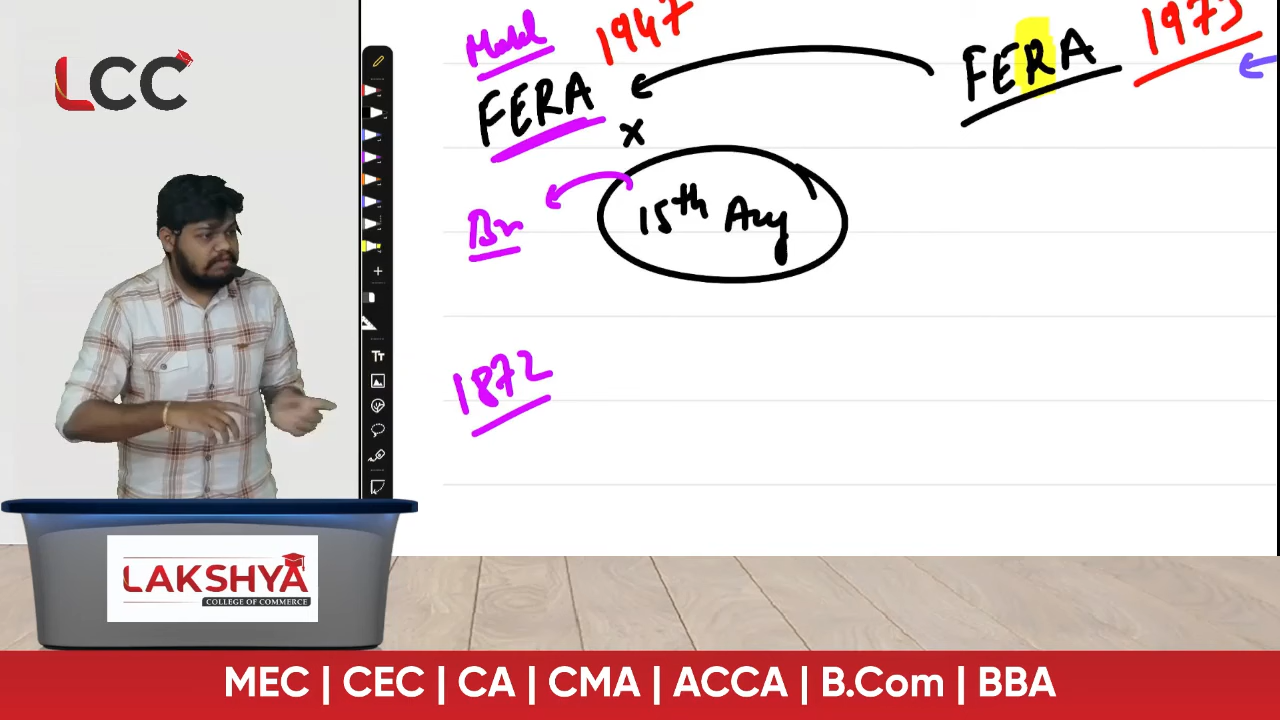 LCC
1947
1973
FERA
FERA
x
15th Aug
Br
1872
Tt
LAKSHYA
COLLEGE OF COMMERCE
MEC | CEC | CA | CMA | ACCA | B.Com | BBA